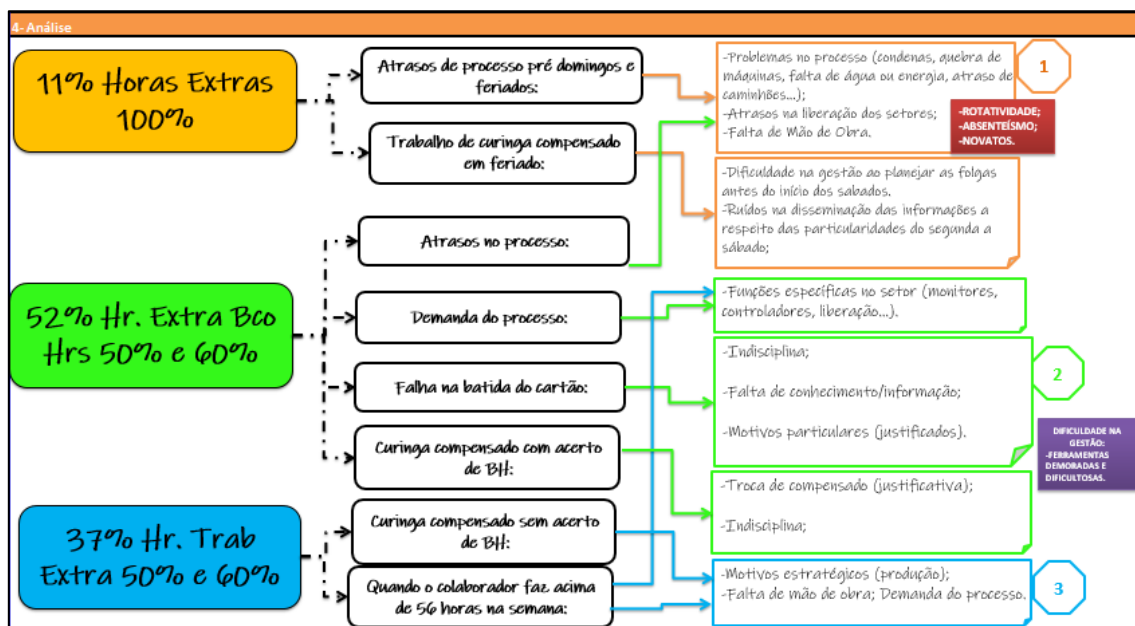 4- Análise
11% Horas Extras
100%
Atrasos de processo pré domingos e
feriados:
Trabalho de curinga compensado
em feriado:
-Problemas no processo (condenas, quebra de
máquinas, falta de água ou energia, atraso de
caminhões...);
-Atrasos na liberação dos setores;
-Falta de Mão de Obra.
1
-ROTATIVIDADE;
-ABSENTEÍSMO;
-NOVATOS.
-Dificuldade na gestão ao planejar as folgas
antes do início dos sabados.
-Ruídos na disseminação das informações a
respeito das particularidades do segunda a
sábado;
52% Hr. Extra Bco
Hrs 50% e 60%
Atrasos no processo:
Demanda do processo:
Falha na batida do cartão:
Curinga compensado com acerto
de BH:
-Funções específicas no setor (monitores,
controladores, liberação...).
-Indisciplina;
-Falta de conhecimento/informação;
-Motivos particulares (justificados).
2
DIFICULDADE NA
GESTÃO:
-FERRAMENTAS
DEMORADAS E
DIFICULTOSAS.
-Troca de compensado (justificativa);
-Indisciplina;
37% Hr. Trab
Extra 50% e 60%
Curinga compensado sem acerto
de BH:
Quando o colaborador faz acima
de 56 horas na semana:
-Motivos estratégicos (produção);
-Falta de mão de obra; Demanda do processo.
3